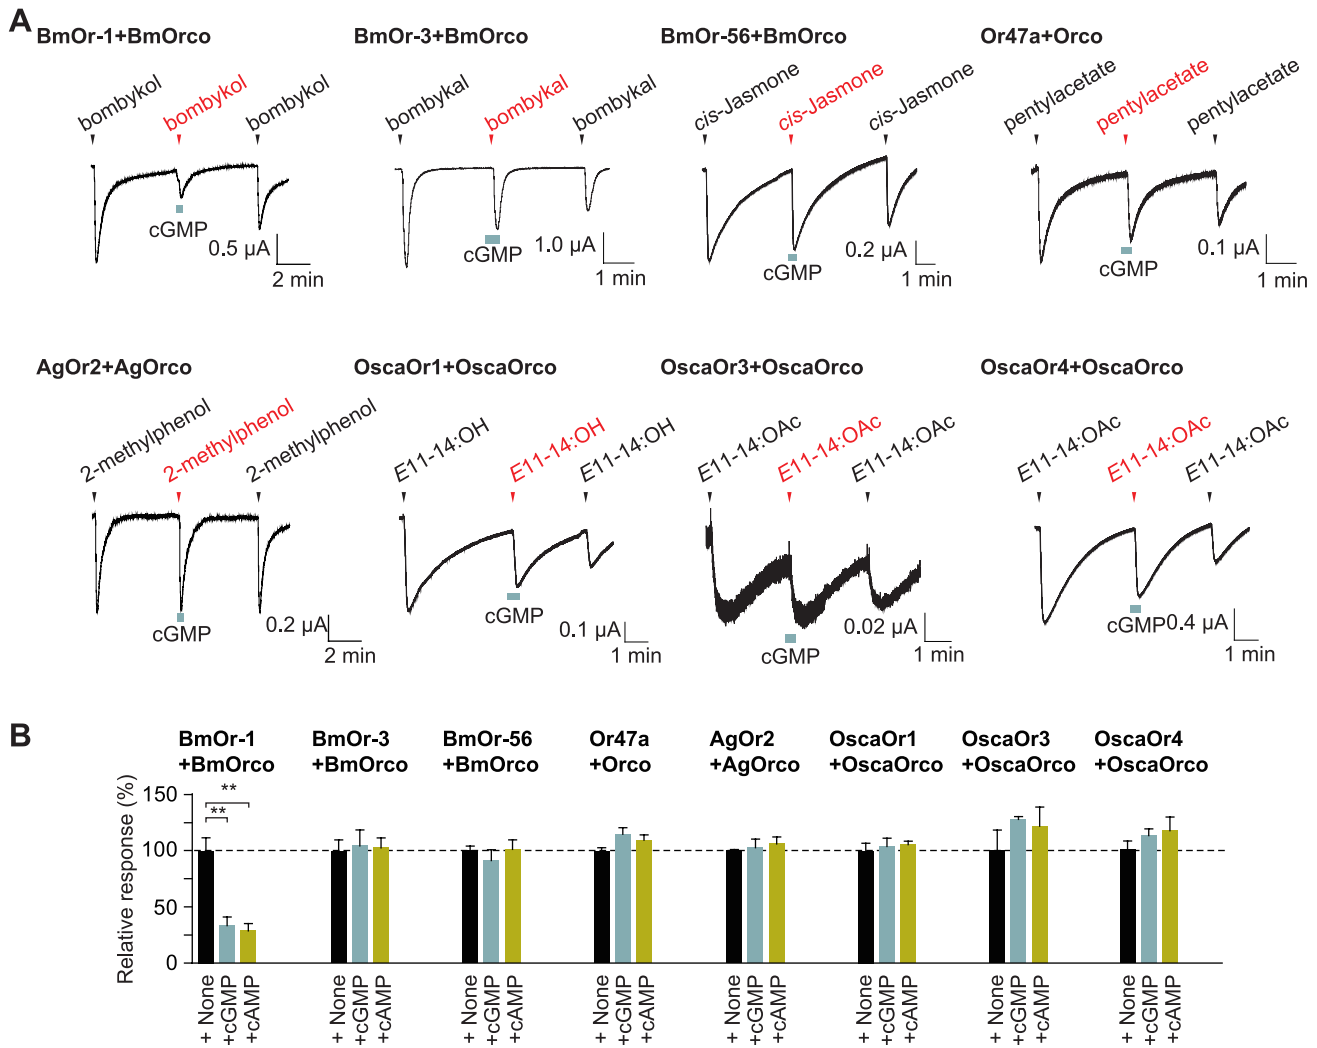 A
BmOr-1+BmOrco
BmOr-3+BmOrco
BmOr-56+BmOrco
Or47a+Orco
bombykol
bombykol
bombykol
bombykal
bombykal
bombykal
cis-Jasmone
cis-Jasmone
cis-Jasmone
pentylacetate
pentylacetate
pentylacetate
cGMP
0.5 µA
2 min
cGMP
1.0 µA
1 min
cGMP
0.2 µA
1 min
cGMP
0.1 µA
1 min
AgOr2+AgOrco
OscaOr1+OscaOrco
OscaOr3+OscaOrco
OscaOr4+OscaOrco
2-methylphenol
2-methylphenol
2-methylphenol
E11-14:OH
E11-14:OH
E11-14:OH
E11-14:OAc
E11-14:OAc
E11-14:OAc
E11-14:OAc
E11-14:OAc
E11-14:OAc
cGMP
0.2 µA
2 min
cGMP
0.1 µA
1 min
cGMP
0.02 µA
1 min
cGMP
0.4 µA
1 min
B
BmOr-1
+BmOrco
BmOr-3
+BmOrco
BmOr-56
+BmOrco
Or47a
+Orco
AgOr2
+AgOrco
OscaOr1
+OscaOrco
OscaOr3
+OscaOrco
OscaOr4
+OscaOrco
Relative response (%)
150
100
50
0
**
**
+ None
+cGMP
+cAMP
+ None
+cGMP
+cAMP
+ None
+cGMP
+cAMP
+ None
+cGMP
+cAMP
+ None
+cGMP
+cAMP
+ None
+cGMP
+cAMP
+ None
+cGMP
+cAMP
+ None
+cGMP
+cAMP